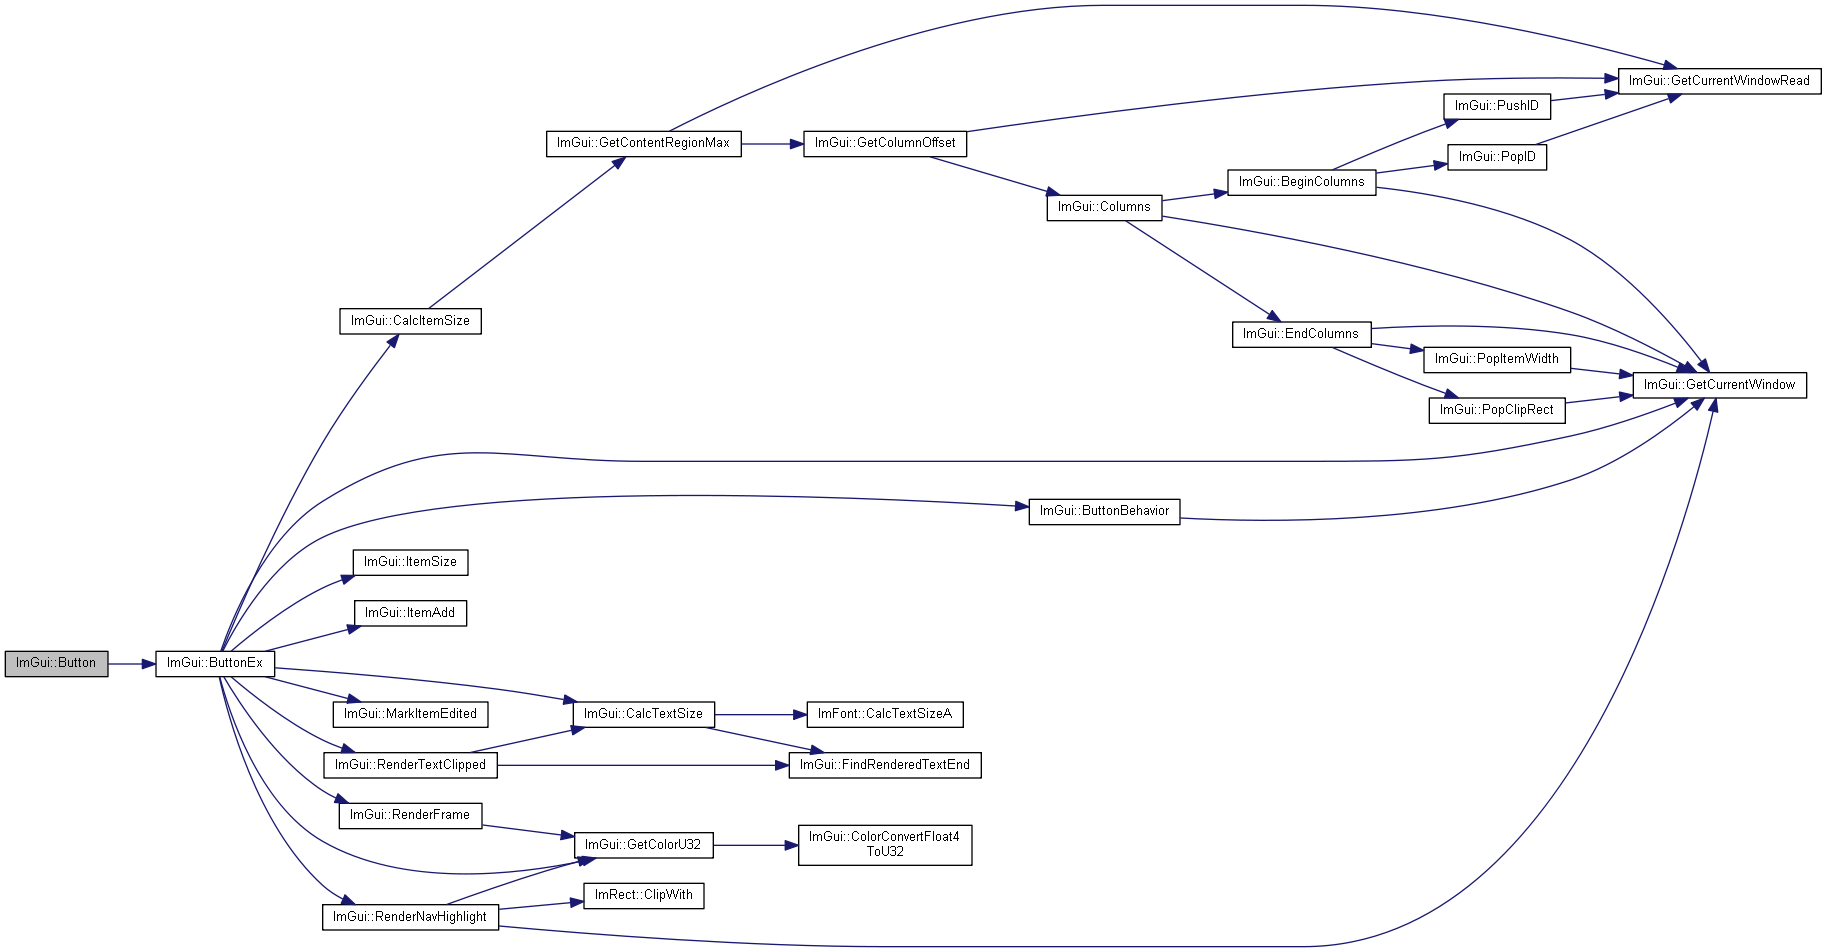 ImGui::GetCurrentWindowRead
ImGui::PushID
ImGui::GetContentRegionMax
ImGui::GetColumnOffset
ImGui::PopID
ImGui::BeginColumns
ImGui::Columns
ImGui::CalcItemSize
ImGui::EndColumns
ImGui::PopItemWidth
ImGui::GetCurrentWindow
ImGui::PopClipRect
ImGui::ButtonBehavior
ImGui::ItemSize
ImGui::ItemAdd
ImGui::Button
ImGui::ButtonEx
ImGui::MarkItemEdited
ImGui::CalcTextSize
ImFont::CalcTextSizeA
ImGui::RenderTextClipped
ImGui::FindRenderedTextEnd
ImGui::RenderFrame
ImGui::GetColorU32
ImGui::ColorConvertFloat4
ToU32
ImRect::ClipWith
ImGui::RenderNavHighlight